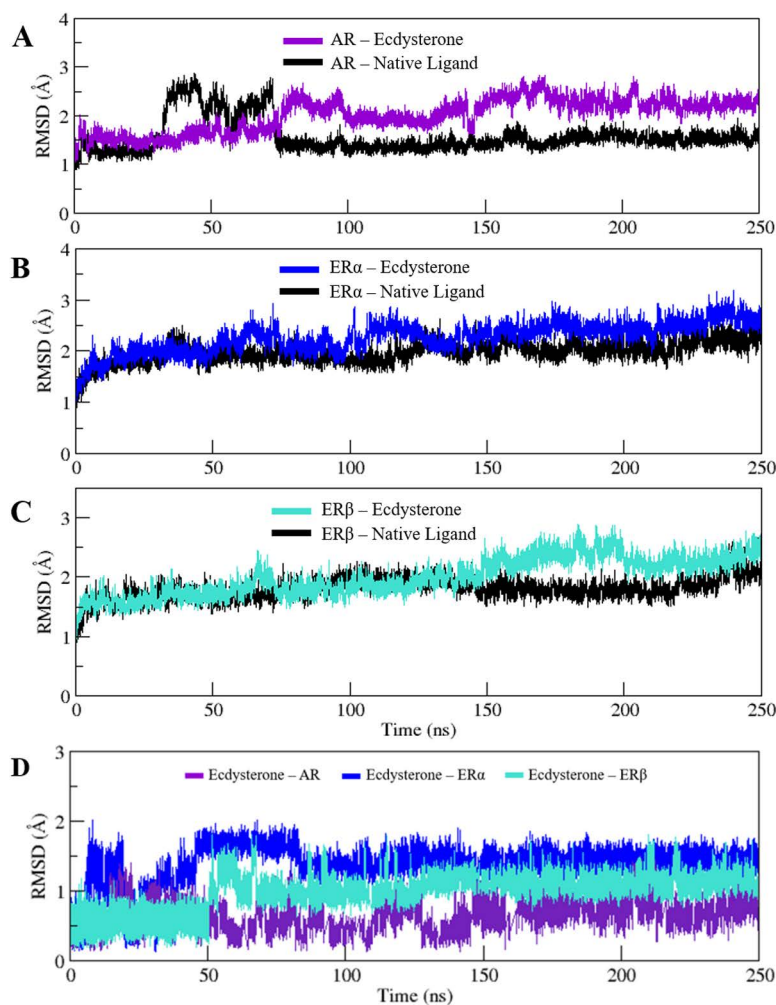 A
4
AR – Ecdysterone
AR – Native Ligand
3
2
1
0
RMSD (Å)
0 50 100 150 200 250
B
4
ERα – Ecdysterone
ERα – Native Ligand
3
2
1
0
RMSD (Å)
0 50 100 150 200 250
C
ERβ – Ecdysterone
ERβ – Native Ligand
3
2
1
0
RMSD (Å)
0 50 100 150 200 250
Time (ns)
D
3
Ecdysterone – AR Ecdysterone – ERα Ecdysterone – ERβ
2
1
0
RMSD (Å)
0 50 100 150 200 250
Time (ns)